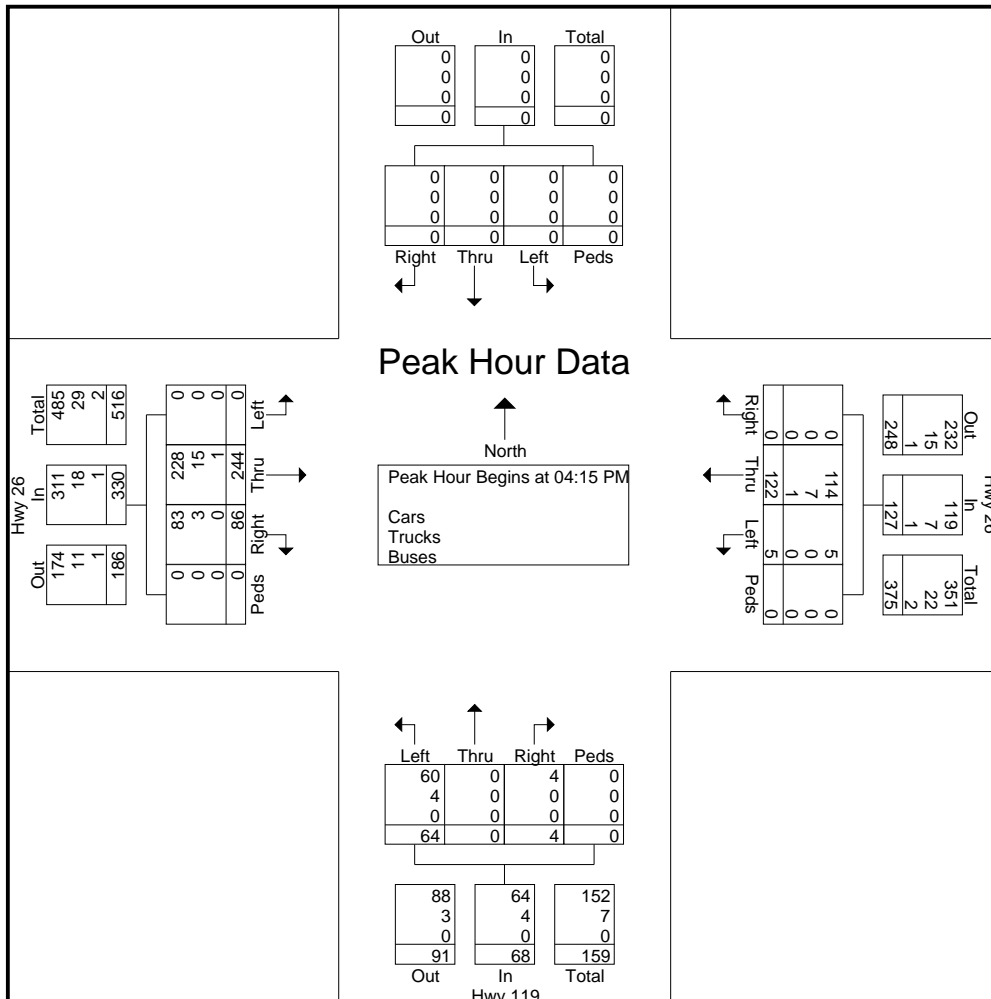 Out In Total
0 0 0
0 0 0
0 0 0
0 0 0
0 0 0 0
0 0 0 0
0 0 0 0
0 0 0 0
Right Thru Left Peds
Peak Hour Data
North
Peak Hour Begins at 04:15 PM
Cars
Trucks
Buses
Hwy 26
Out In Total
174 311 485
11 18 29
1 1 2
186 330 516
0 83 228 0
0 3 15 0
0 0 1 0
0 86 244 0
Peds Right Thru Left
Out In Total
232 119 351
15 7 22
1 1 2
248 127 375
0 114 5 0
0 7 0 0
0 1 0 0
0 122 5 0
Right Thru Left Peds
Left Thru Right Peds
60 0 4 0
4 0 0 0
0 0 0 0
64 0 4 0
88 64 152
3 4 7
0 0 0
91 68 159
Out In Total
Hwy 119